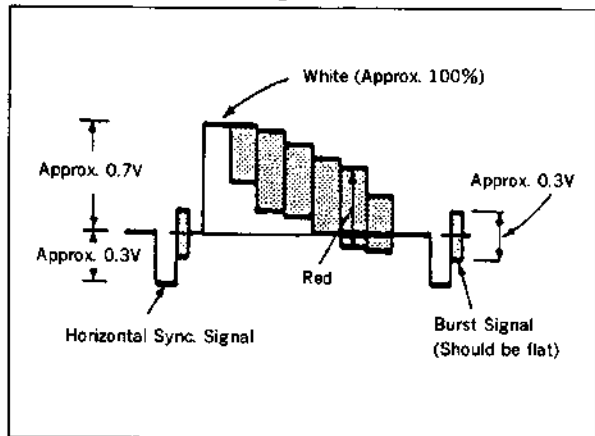 White (Approx. 100%)
Approx. 0.7V
Approx. 0.3V
Approx. 0.3V
Red
Horizontal Sync. Signal
Burst Signal
(Should be flat)